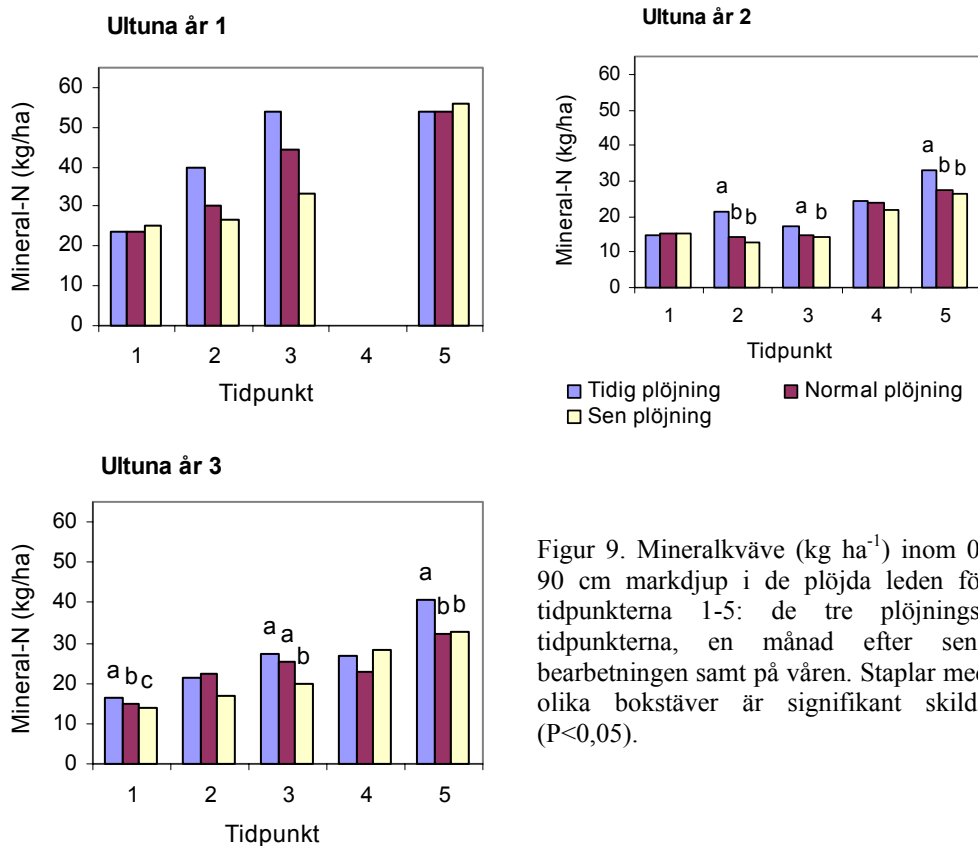 Ultuna år 1
Mineral-N (kg/ha)
60
50
40
30
20
10
0
1 2 3 4 5
Tidpunkt
Ultuna år 2
Mineral-N (kg/ha)
60
50
40
30
20
10
0
a b b a b a b b
1 2 3 4 5
Tidpunkt
Tidig plöjning Normal plöjning
Sen plöjning
Ultuna år 3
Mineral-N (kg/ha)
60
50
40
30
20
10
0
a b c a a b a b b
1 2 3 4 5
Tidpunkt
Figur 9. Mineralkväve (kg ha⁻¹) inom 0
90 cm markdjup i de plöjda leden fö
tidpunkterna 1-5: de tre plöjnings
tidpunkterna, en månad efter sen
bearbetningen samt på våren. Staplar med
olika bokstäver är signifikant skild
(P<0,05).